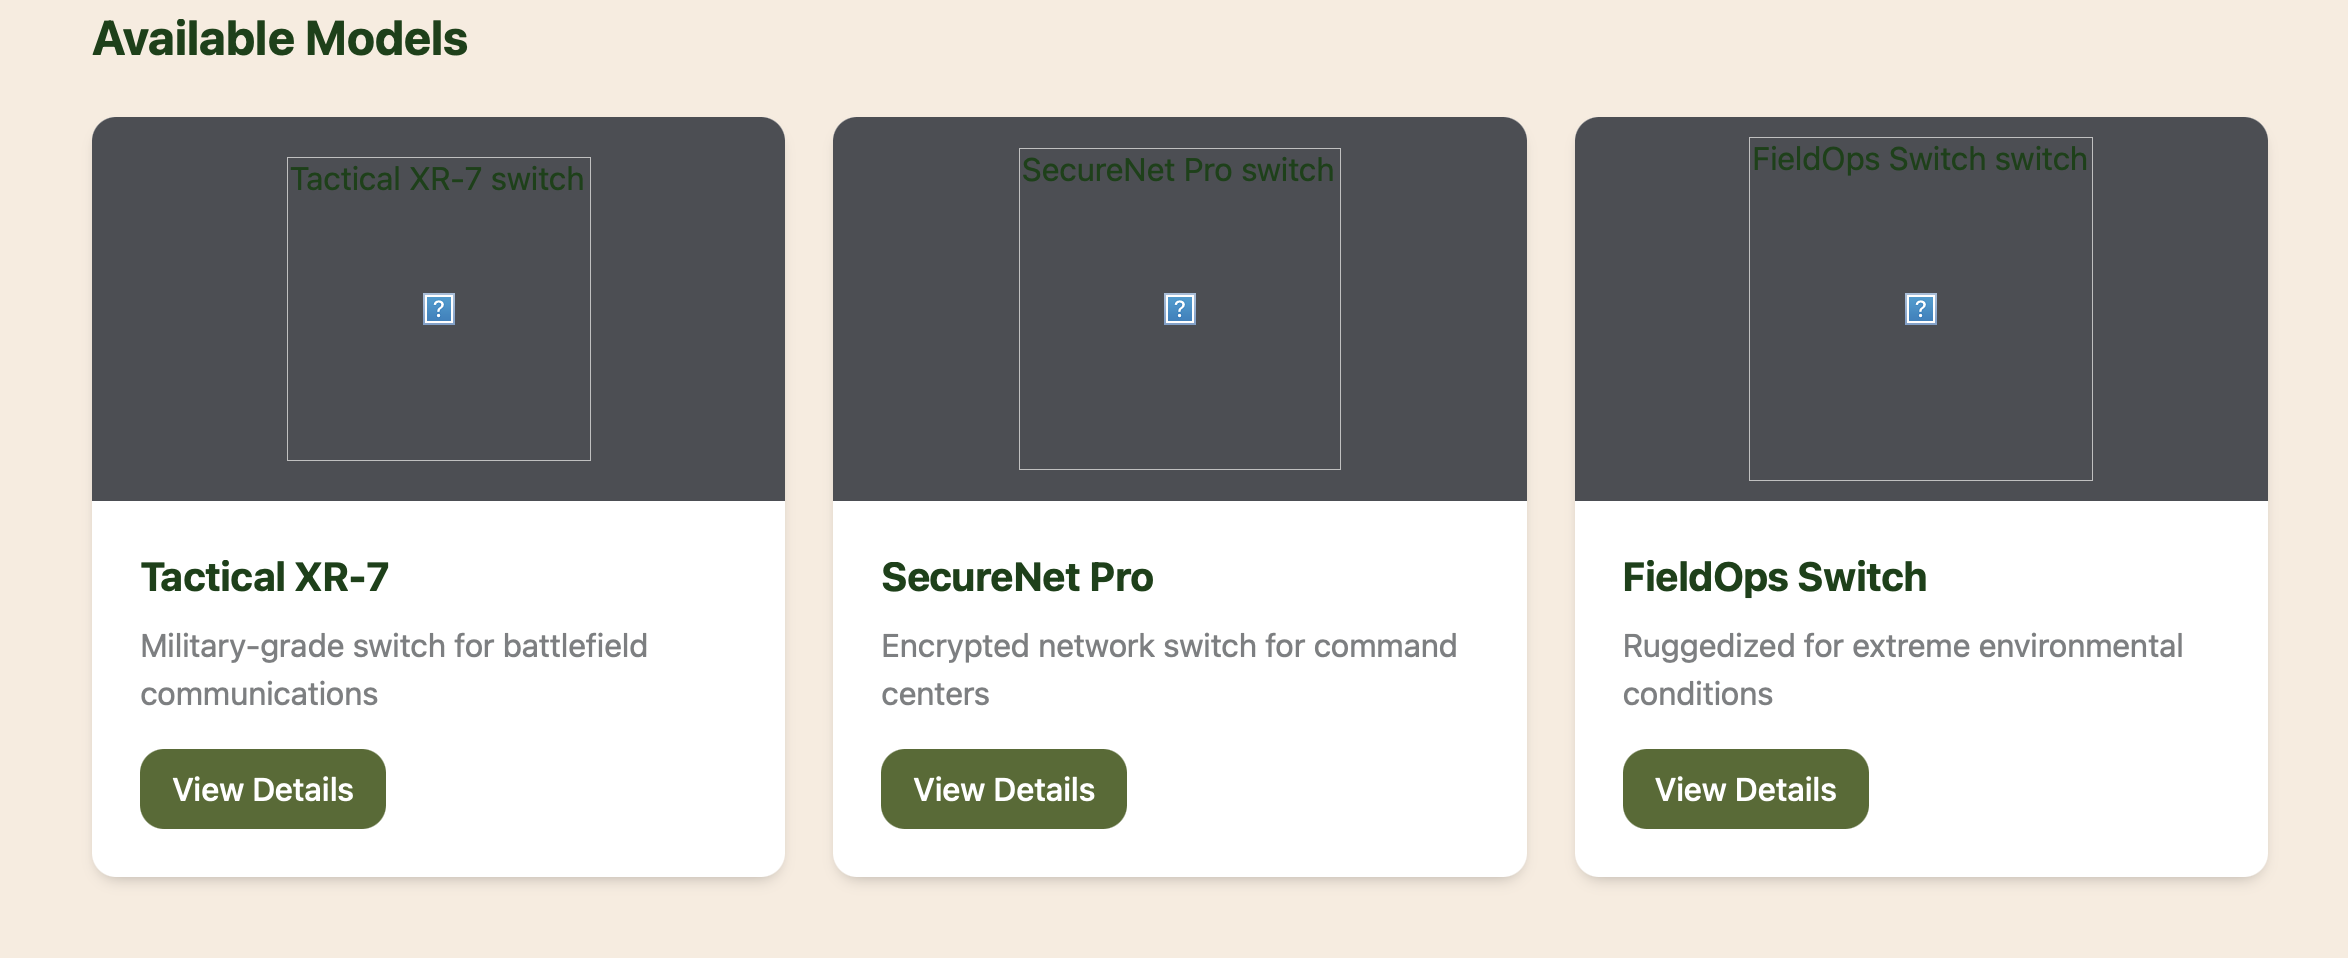 Available Models
Tactical XR-7 switch
SecureNet Pro switch
FieldOps Switch switch
?
?
?
Tactical XR-7
Military-grade switch for battlefield
communications
View Details
SecureNet Pro
Encrypted network switch for command
centers
View Details
FieldOps Switch
Ruggedized for extreme environmental
conditions
View Details